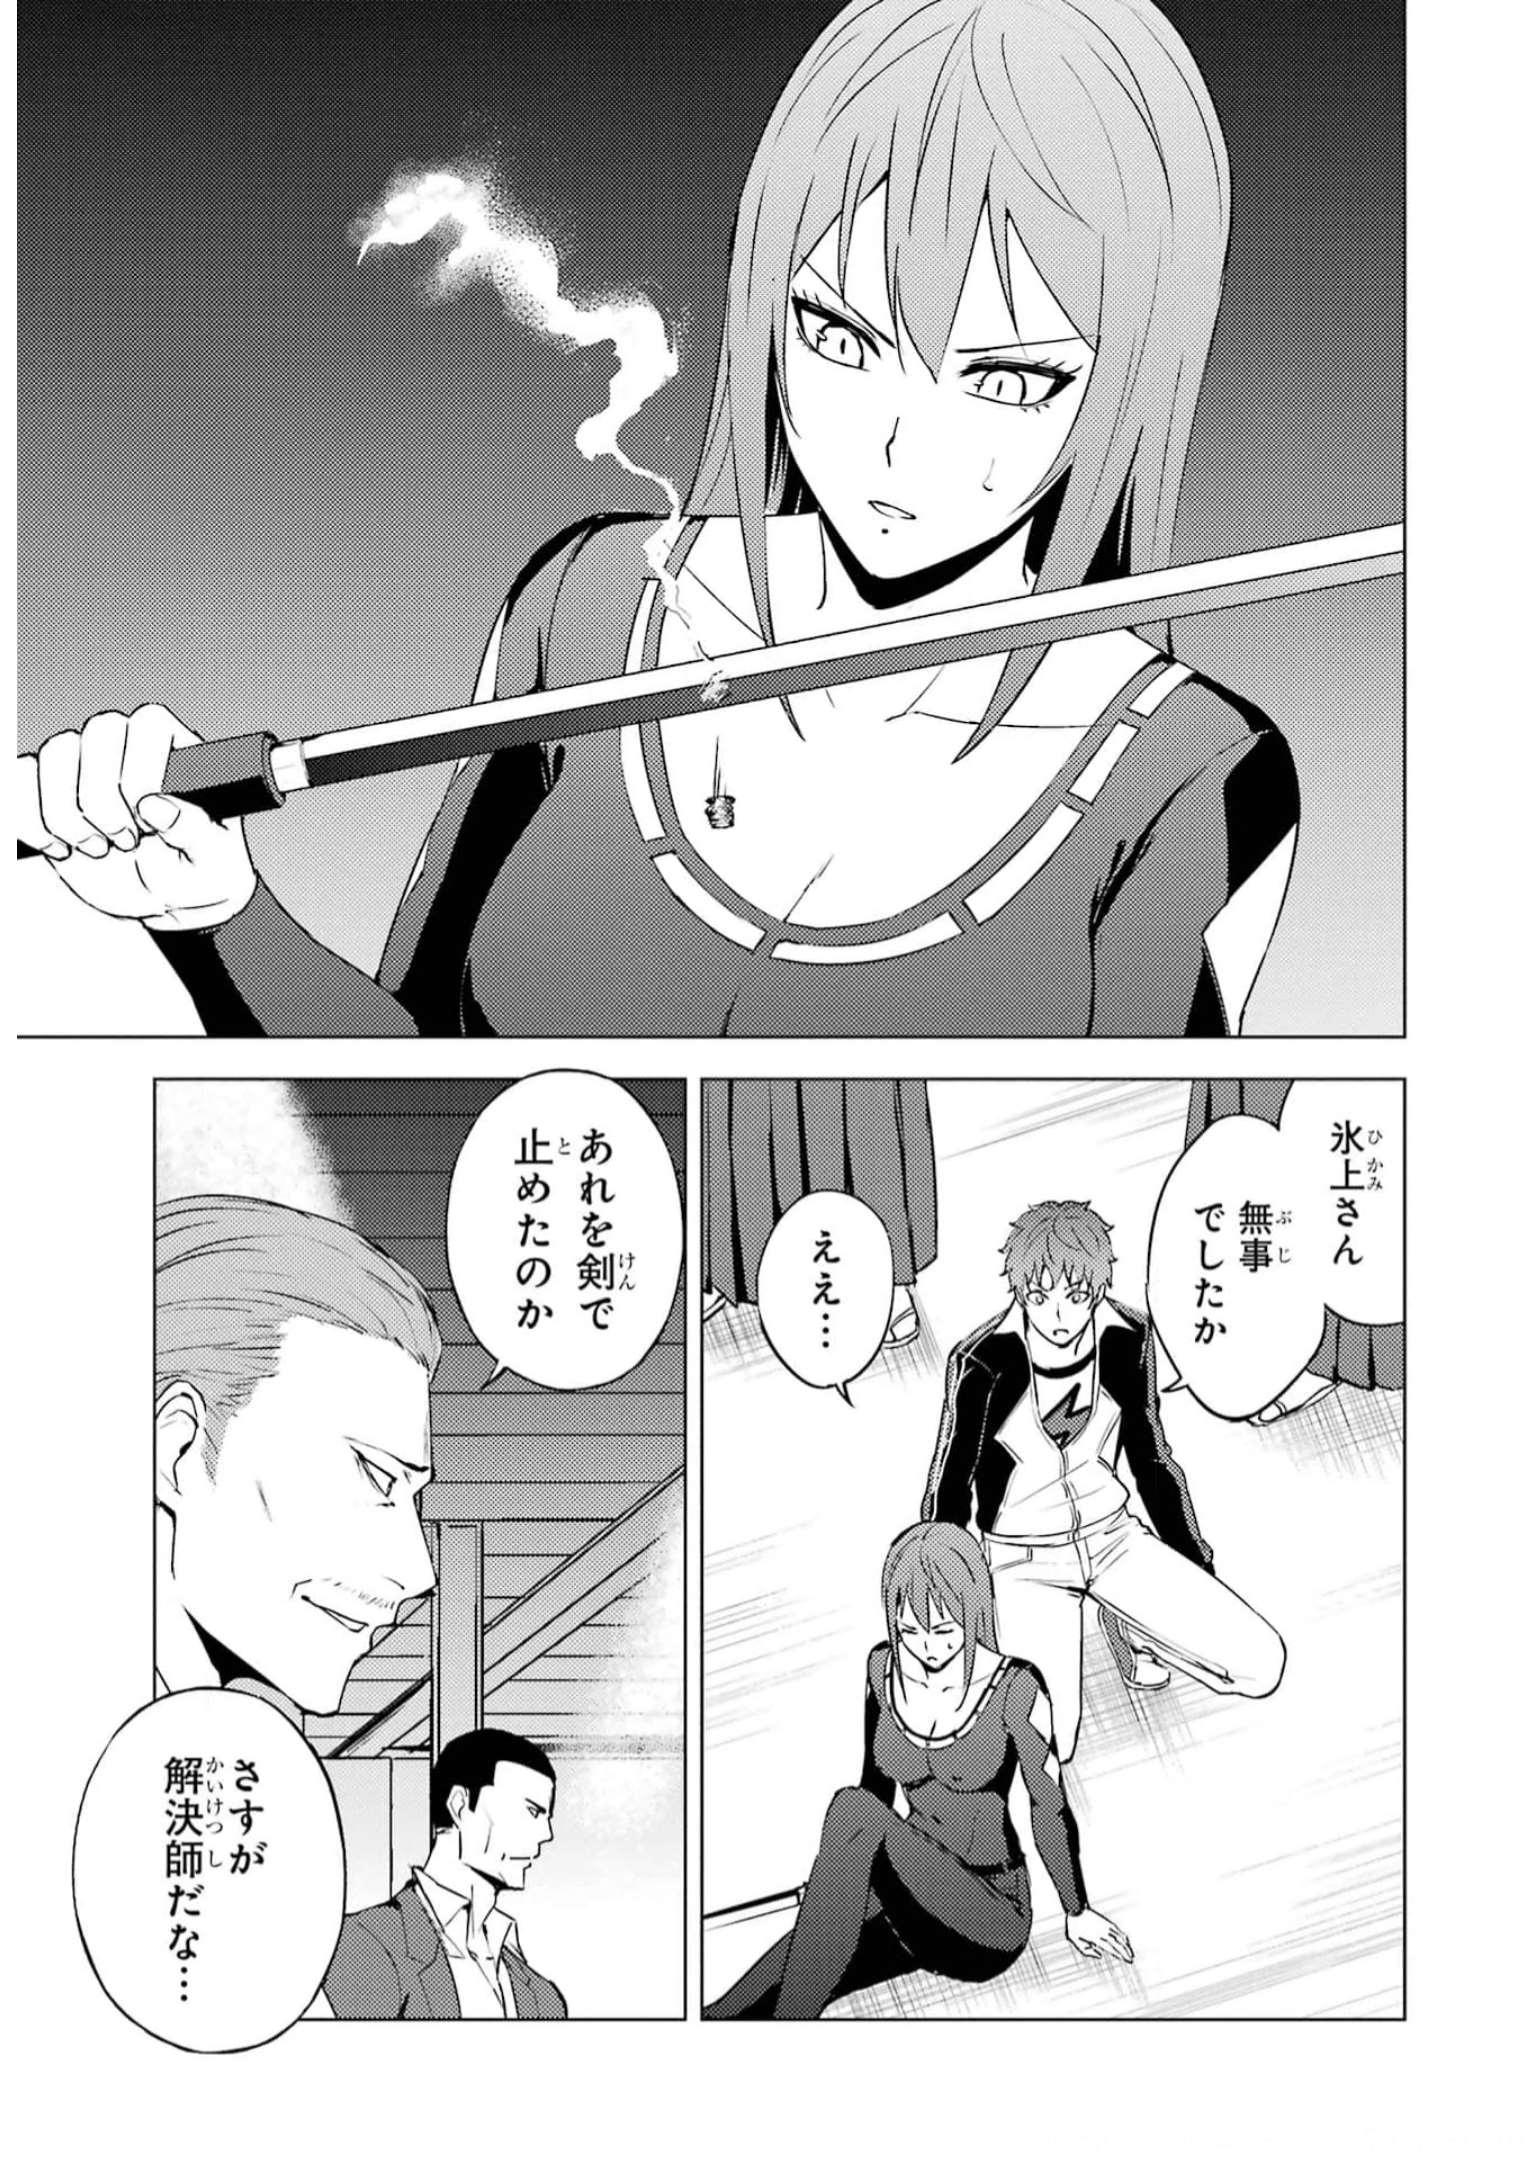 氷上さん
無事
でしたか
ええ…
あれを剣で
止めたのか
さすが
解決師だな…